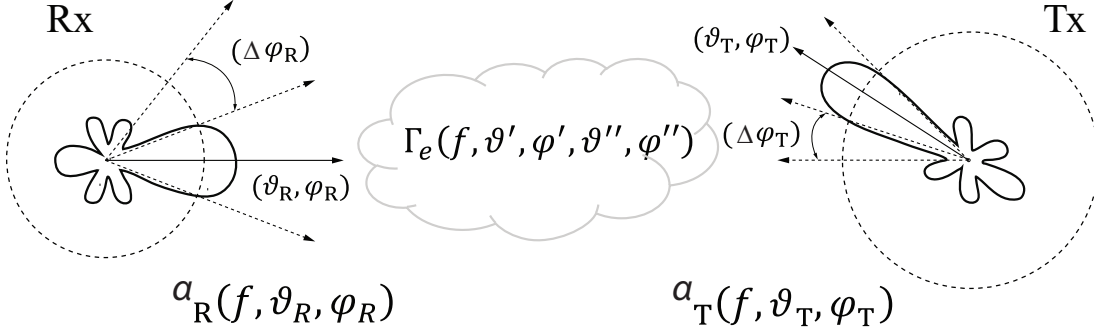 Rx
Tx
(Δφ_R)
(ϑ_T, φ_T)
Γ_e(f, ϑ′, φ′, ϑ″, φ″)
(Δφ_T)
(ϑ_R, φ_R)
a_R(f, ϑ_R, φ_R)
a_T(f, ϑ_T, φ_T)